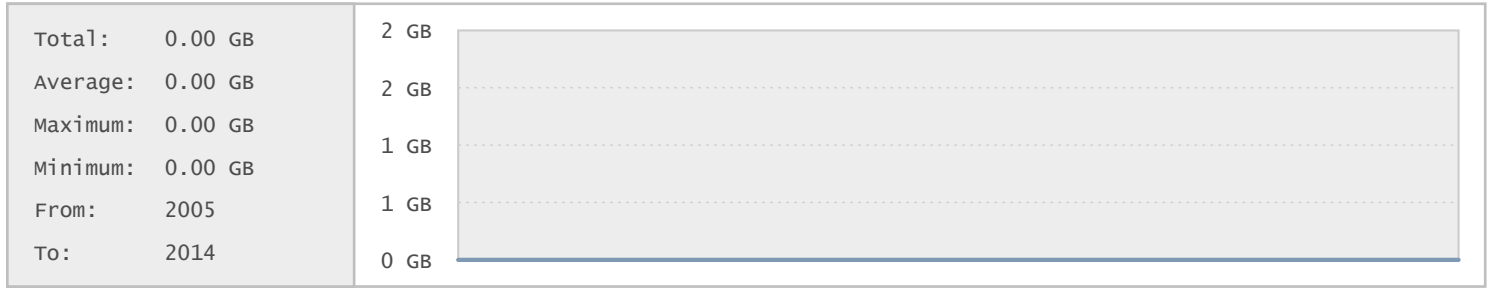 Total: 0.00 GB
Average: 0.00 GB
Maximum: 0.00 GB
Minimum: 0.00 GB
From: 2005
To: 2014
2 GB
2 GB
1 GB
1 GB
0 GB